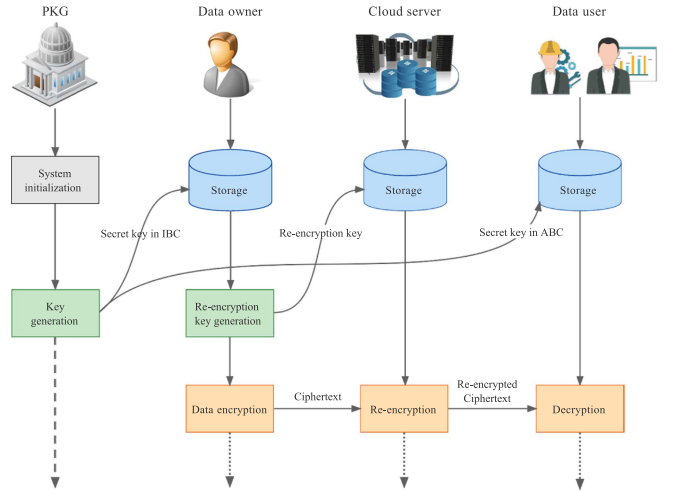 PKG
Data owner
Cloud server
Data user
System
initialization
Storage
Storage
Storage
Secret key in IBC
Re-encryption key
Secret key in ABC
Key
generation
Re-encryption
key generation
Data encryption
Ciphertext
Re-encryption
Re-encrypted
Ciphertext
Decryption